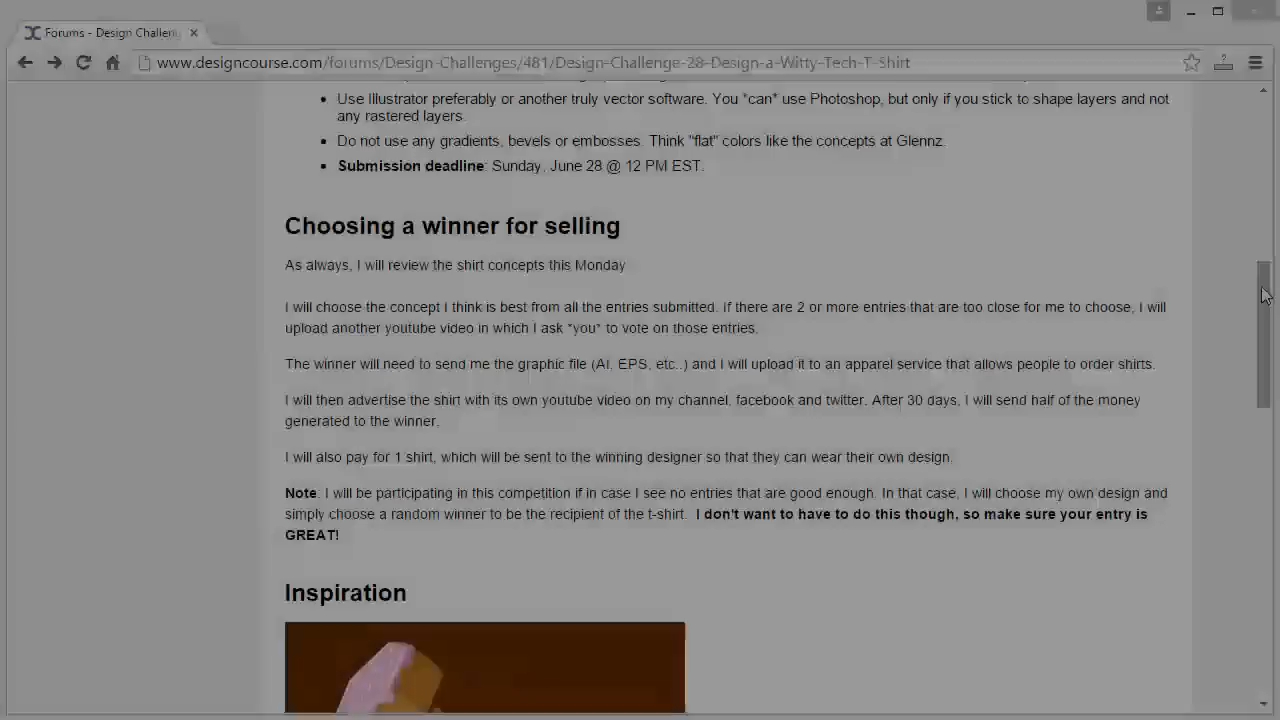 Forums - Design Challeng
www.designcourse.com/forums/Design-Challenges/481/Design-Challenge-28-Design-a-Witty-Tech-T-Shirt
Use Illustrator preferably or another truly vector software. You *can* use Photoshop, but only if you stick to shape layers and not
any rastered layers.
Do not use any gradients, bevels or embosses. Think "flat" colors like the concepts at Glennz.
Submission deadline: Sunday, June 28 @ 12 PM EST.
Choosing a winner for selling
As always, I will review the shirt concepts this Monday
I will choose the concept I think is best from all the entries submitted. If there are 2 or more entries that are too close for me to choose, I will
upload another youtube video in which I ask *you* to vote on those entries.
The winner will need to send me the graphic file (AI, EPS, etc..) and I will upload it to an apparel service that allows people to order shirts.
I will then advertise the shirt with its own youtube video on my channel, facebook and twitter. After 30 days, I will send half of the money
generated to the winner.
I will also pay for 1 shirt, which will be sent to the winning designer so that they can wear their own design.
Note: I will be participating in this competition if in case I see no entries that are good enough. In that case, I will choose my own design and
simply choose a random winner to be the recipient of the t-shirt. I don't want to have to do this though, so make sure your entry is
GREAT!
Inspiration